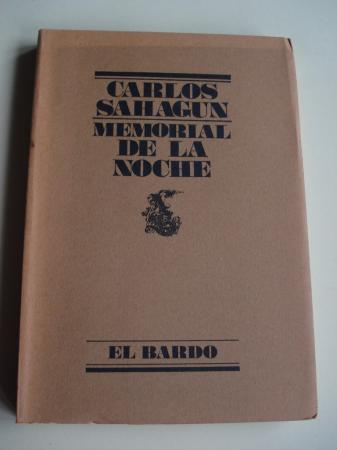 CARLOS
SAHAGUN
MEMORIAL
DE LA
NOCHE
EL BARDO